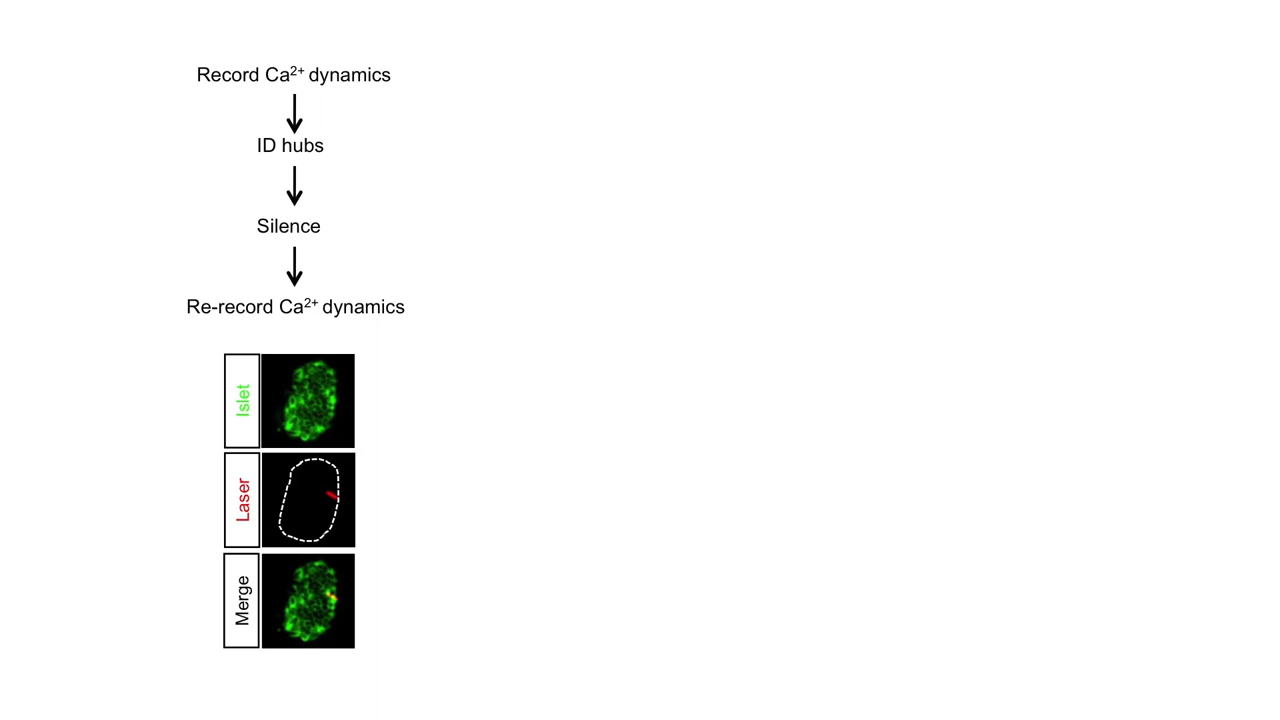 Record Ca²⁺ dynamics
ID hubs
Silence
Re-record Ca²⁺ dynamics
Islet
Laser
Merge